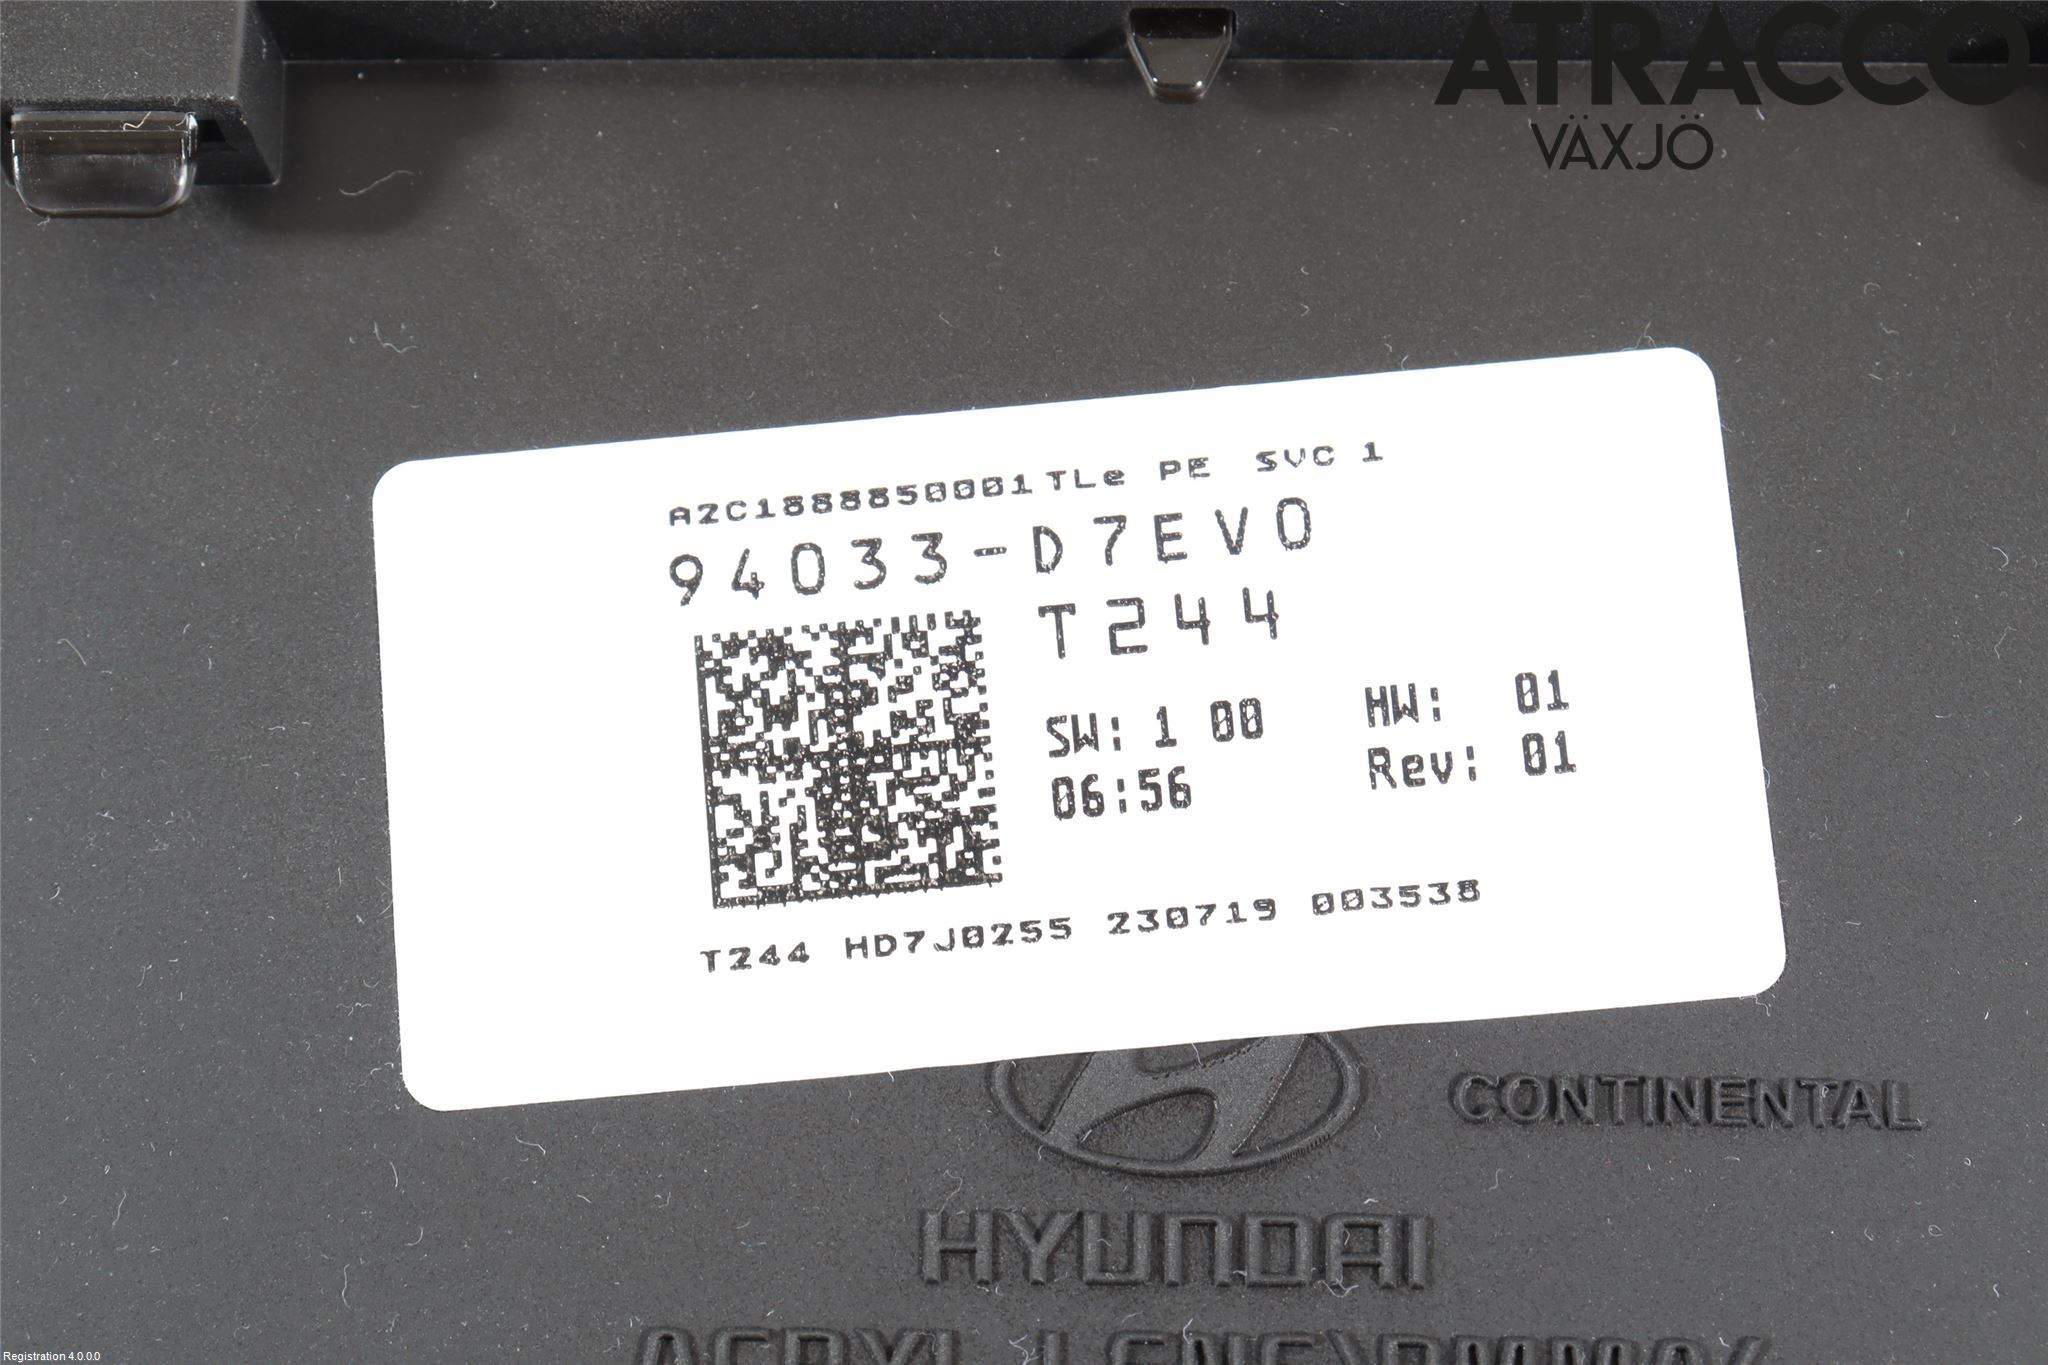 ATRACCO
VÄXJÖ
A2C1888850001TLe PE SVC 1
94033-D7EV0
T244
SW: 1 00 HW: 01
06:56 Rev: 01
T244 HD7J0255 230719 003538
CONTINENTAL
HYUNDAI
Registration 4.0.0.0